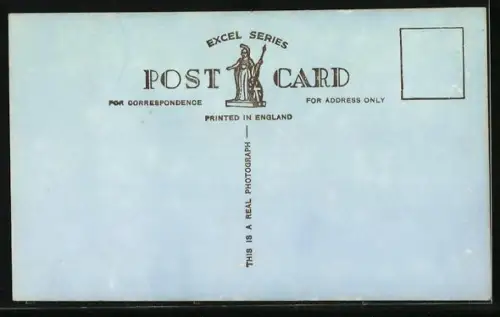 EXCEL SERIES
POST CARD
FOR CORRESPONDENCE
FOR ADDRESS ONLY
PRINTED IN ENGLAND
THIS IS A REAL PHOTOGRAPH